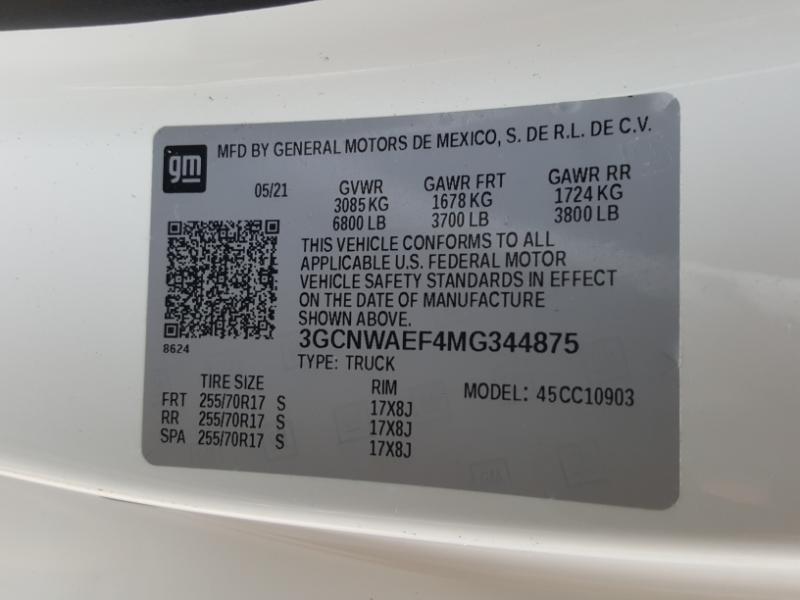 gm
MFD BY GENERAL MOTORS DE MEXICO, S. DE R.L. DE C.V.
05/21 GVWR GAWR FRT GAWR RR
3085 KG 1678 KG 1724 KG
6800 LB 3700 LB 3800 LB
THIS VEHICLE CONFORMS TO ALL
APPLICABLE U.S. FEDERAL MOTOR
VEHICLE SAFETY STANDARDS IN EFFECT
ON THE DATE OF MANUFACTURE
SHOWN ABOVE.
8624
3GCNWAEF4MG344875
TYPE: TRUCK
TIRE SIZE RIM MODEL: 45CC10903
FRT 255/70R17 S 17X8J
RR 255/70R17 S 17X8J
SPA 255/70R17 S 17X8J
GM